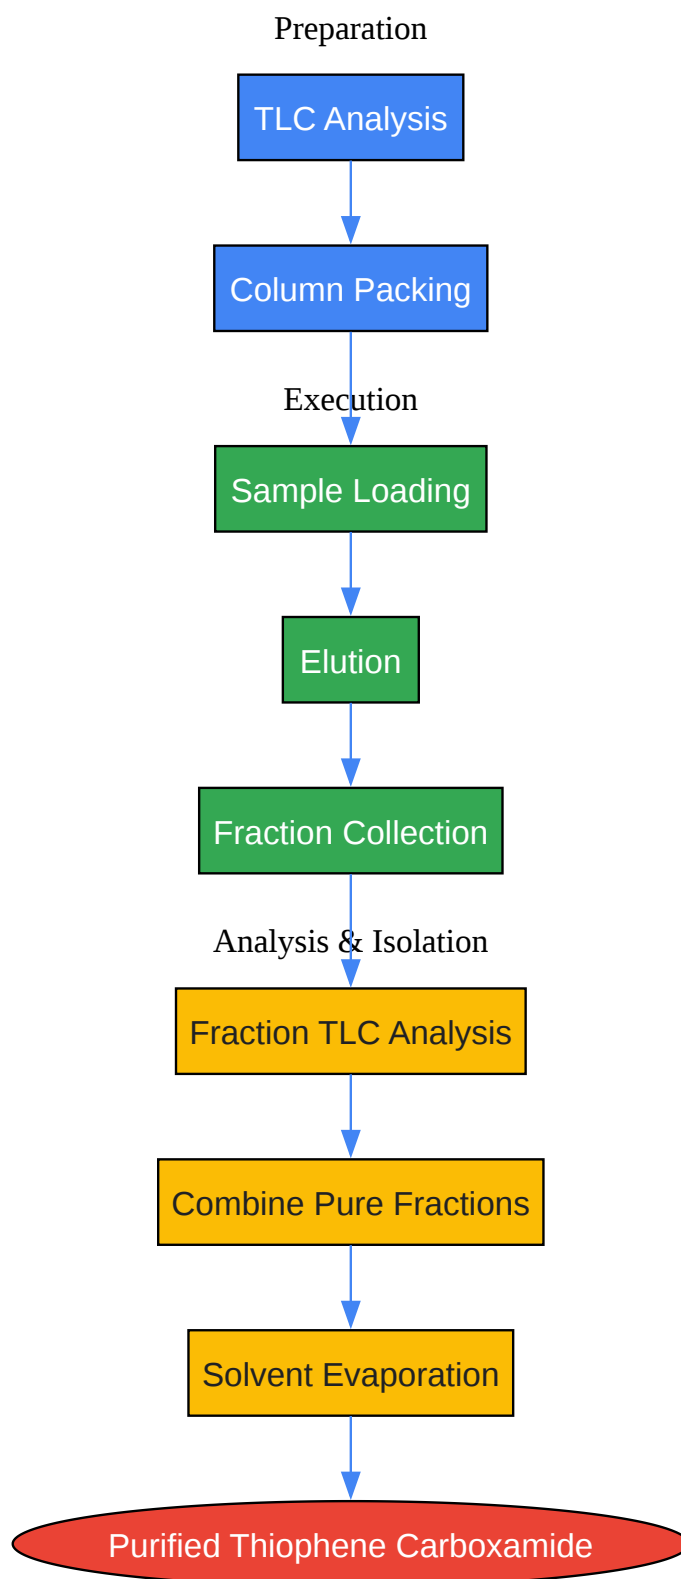 Preparation
TLC Analysis
Column Packing
Execution
Sample Loading
Elution
Fraction Collection
Analysis & Isolation
Fraction TLC Analysis
Combine Pure Fractions
Solvent Evaporation
Purified Thiophene Carboxamide